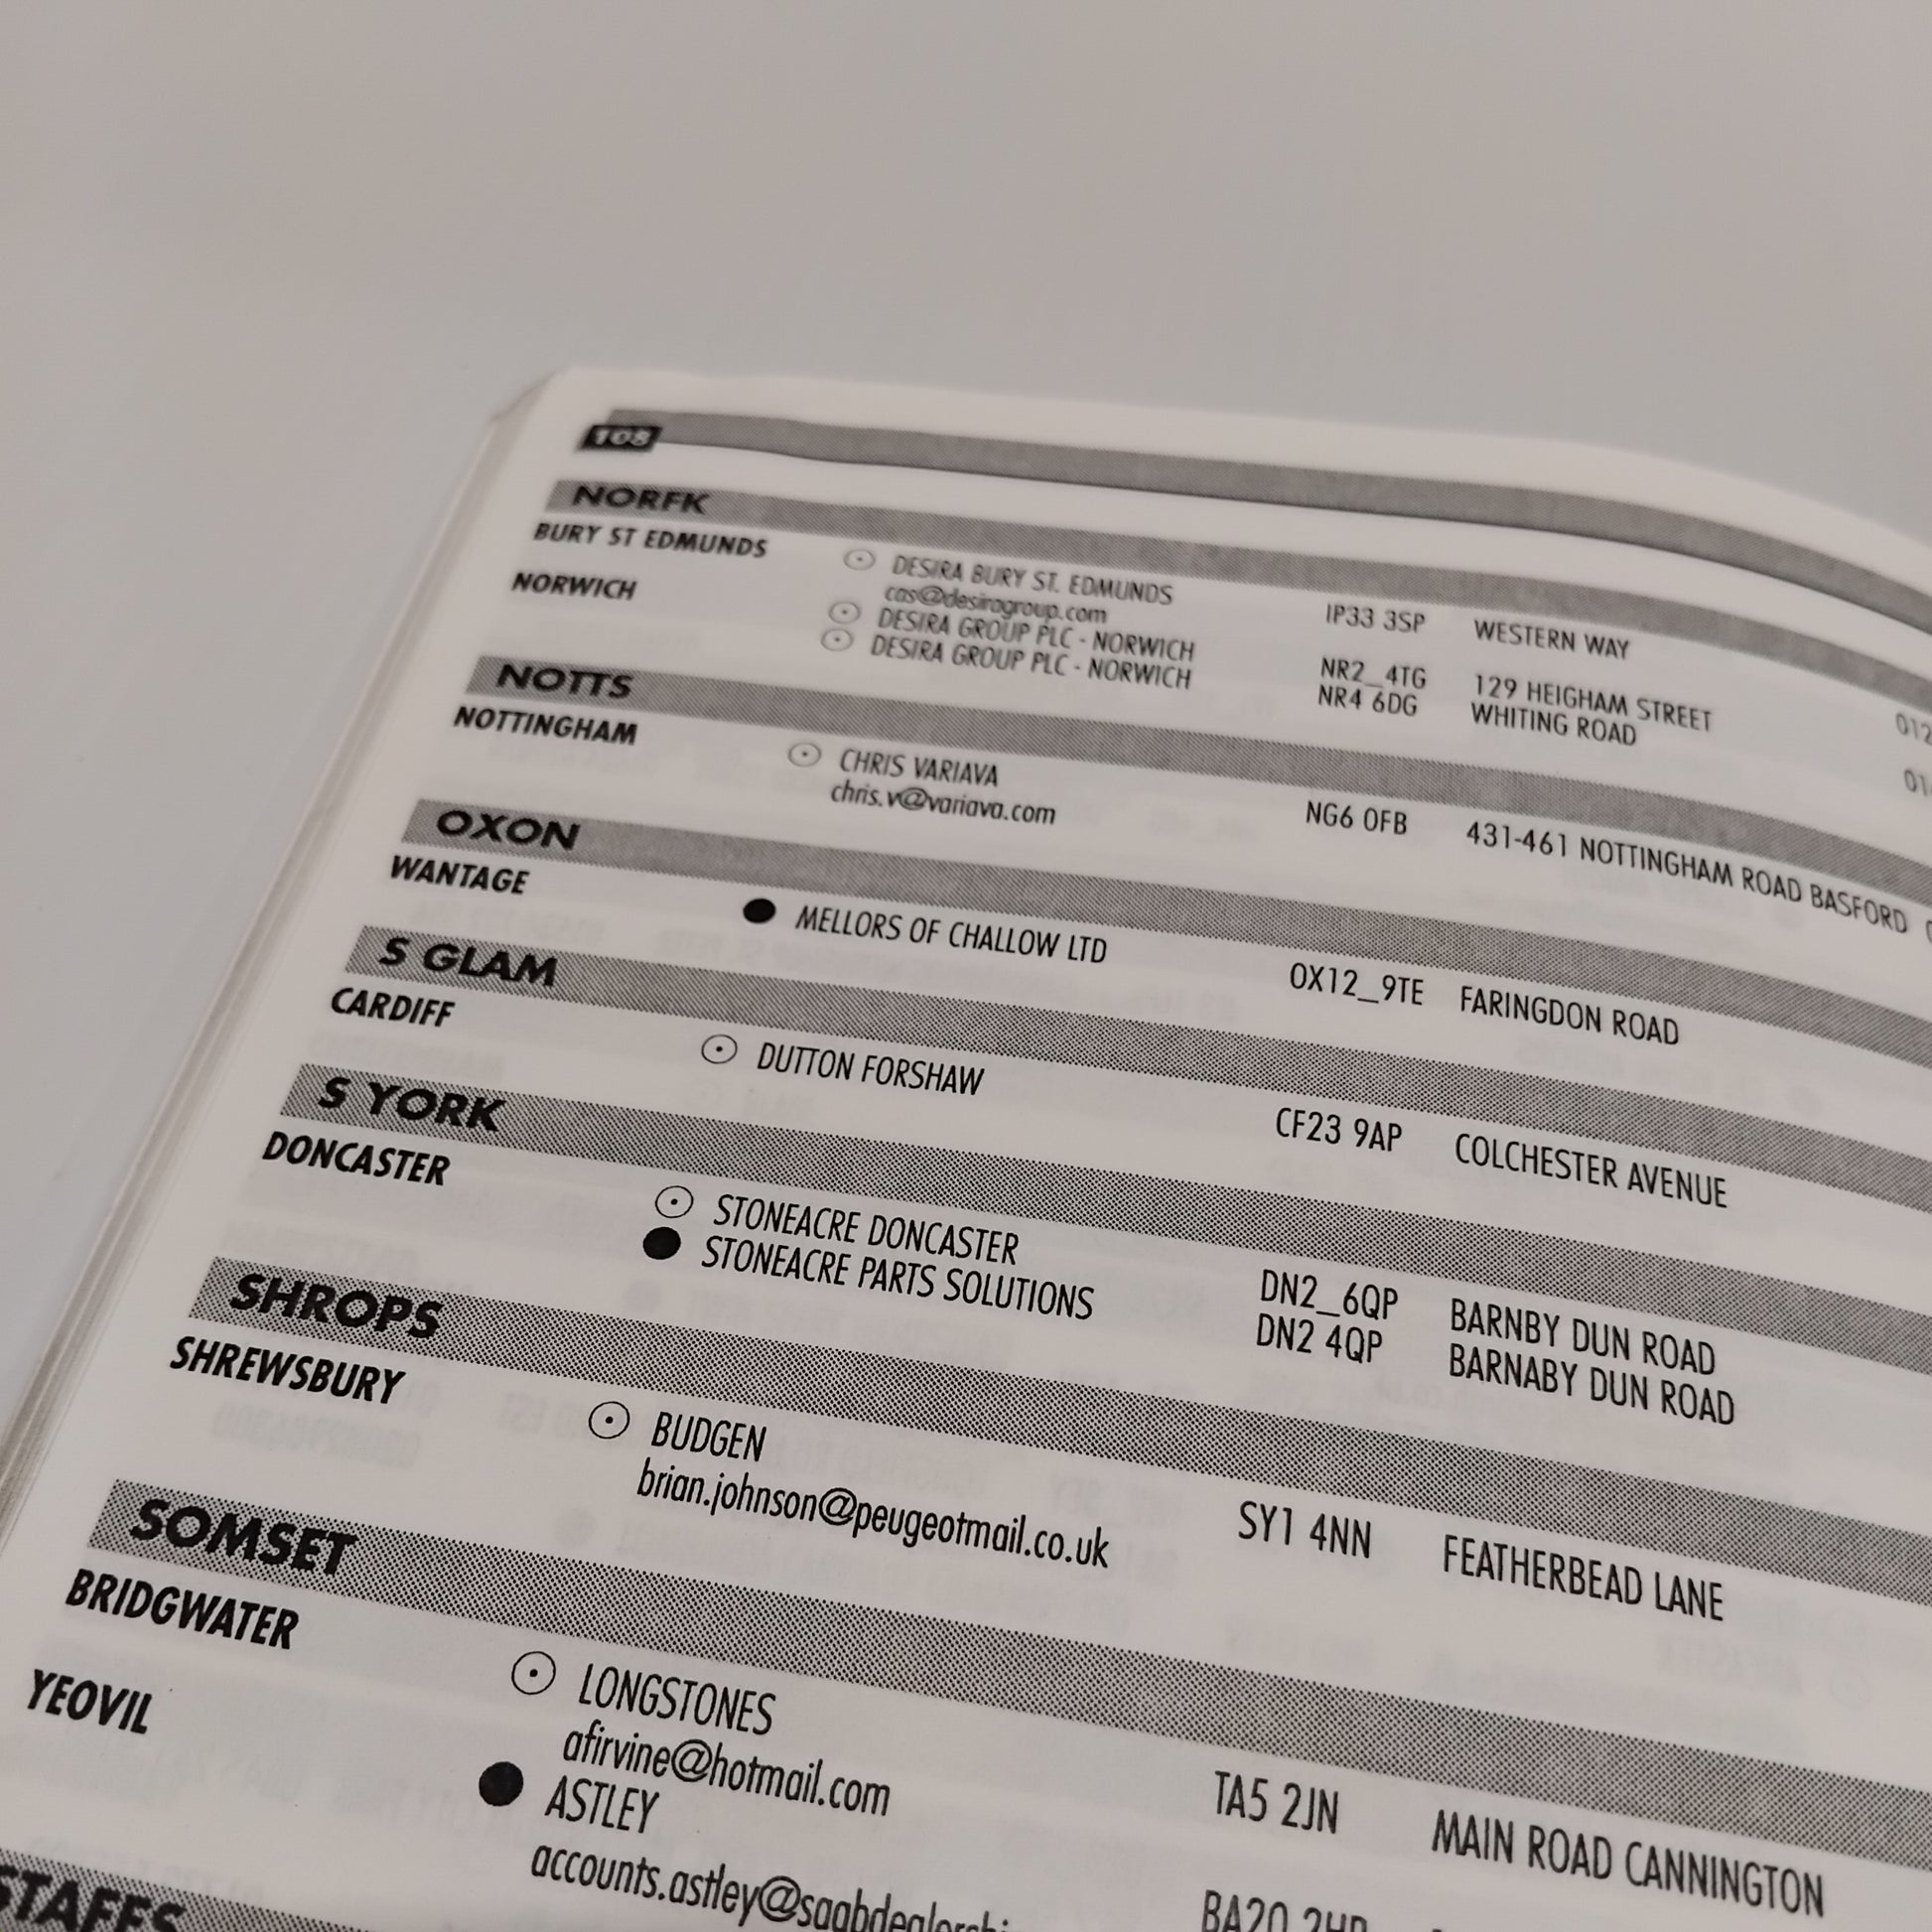 108
NORFK
BURY ST EDMUNDS
DESIRA BURY ST. EDMUNDS IP33 3SP WESTERN WAY
cas@desiragroup.com
NORWICH
DESIRA GROUP PLC - NORWICH NR2_4TG 129 HEIGHAM STREET
DESIRA GROUP PLC - NORWICH NR4 6DG WHITING ROAD
NOTTS
NOTTINGHAM
CHRIS VARIAVA NG6 0FB 431-461 NOTTINGHAM ROAD BASFORD
chris.v@variava.com
OXON
WANTAGE
MELLORS OF CHALLOW LTD OX12_9TE FARINGDON ROAD
S GLAM
CARDIFF
DUTTON FORSHAW CF23 9AP COLCHESTER AVENUE
S YORK
DONCASTER
STONEACRE DONCASTER DN2_6QP BARNBY DUN ROAD
STONEACRE PARTS SOLUTIONS DN2 4QP BARNABY DUN ROAD
SHROPS
SHREWSBURY
BUDGEN SY1 4NN FEATHERBEAD LANE
brian.johnson@peugeotmail.co.uk
SOMSET
BRIDGWATER
LONGSTONES TA5 2JN MAIN ROAD CANNINGTON
afirvine@hotmail.com
YEOVIL
ASTLEY BA20 2HP
STAFFS